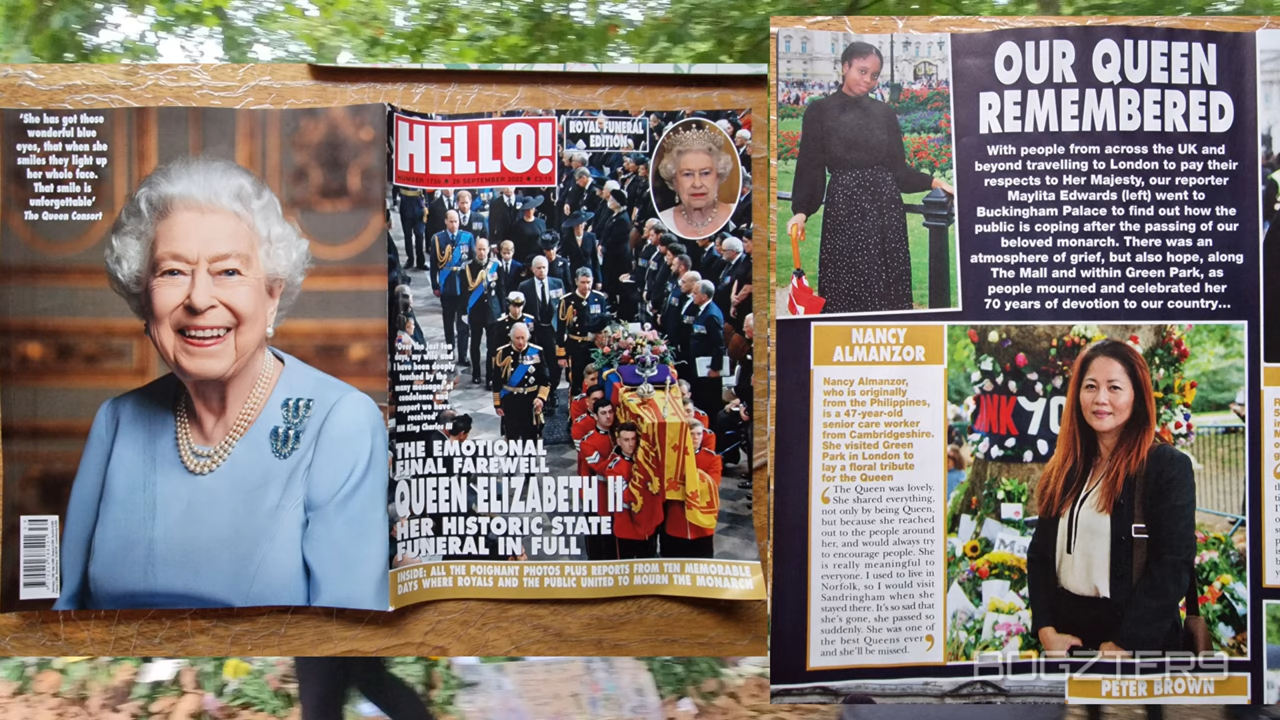 'She has got those
wonderful blue
eyes, that when she
smiles they light up
her whole face.
That smile is
unforgettable'
The Queen Consort
HELLO!
ROYAL FUNERAL
EDITION
'Over the last ten
days, my wife and
I have been deeply
touched by the
many messages of
condolence and
support we have
received'
HM King Charles III
THE EMOTIONAL
FINAL FAREWELL
QUEEN ELIZABETH II
HER HISTORIC STATE
FUNERAL IN FULL
INSIDE: ALL THE POIGNANT PHOTOS PLUS REPORTS FROM TEN MEMORABLE
DAYS WHERE ROYALS AND THE PUBLIC UNITED TO MOURN THE MONARCH
OUR QUEEN
REMEMBERED
With people from across the UK and
beyond travelling to London to pay their
respects to Her Majesty, our reporter
Maylita Edwards (left) went to
Buckingham Palace to find out how the
public is coping after the passing of our
beloved monarch. There was an
atmosphere of grief, but also hope, along
The Mall and within Green Park, as
people mourned and celebrated her
70 years of devotion to our country...
NANCY
ALMANZOR
Nancy Almanzor,
who is originally
from the Philippines,
is a 47-year-old
senior care worker
from Cambridgeshire.
She visited Green
Park in London to
lay a floral tribute
for the Queen
'The Queen was lovely.
She shared everything,
not only by being Queen,
but because she reached
out to the people around
her, and would always try
to encourage people. She
is really meaningful to
everyone. I used to live in
Norfolk, so I would visit
Sandringham when she
stayed there. It's so sad that
she's gone, she passed so
suddenly. She was one of
the best Queens ever
and she'll be missed.'
PETER BROWN
BOGZTER9